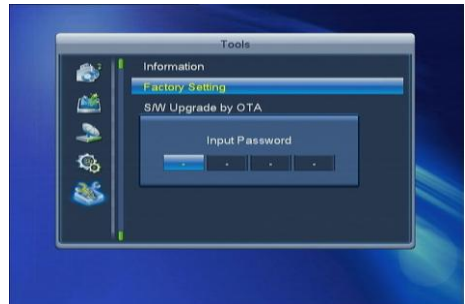 Tools
Information
Factory Setting
S/W Upgrade by OTA
Input Password
- - - -